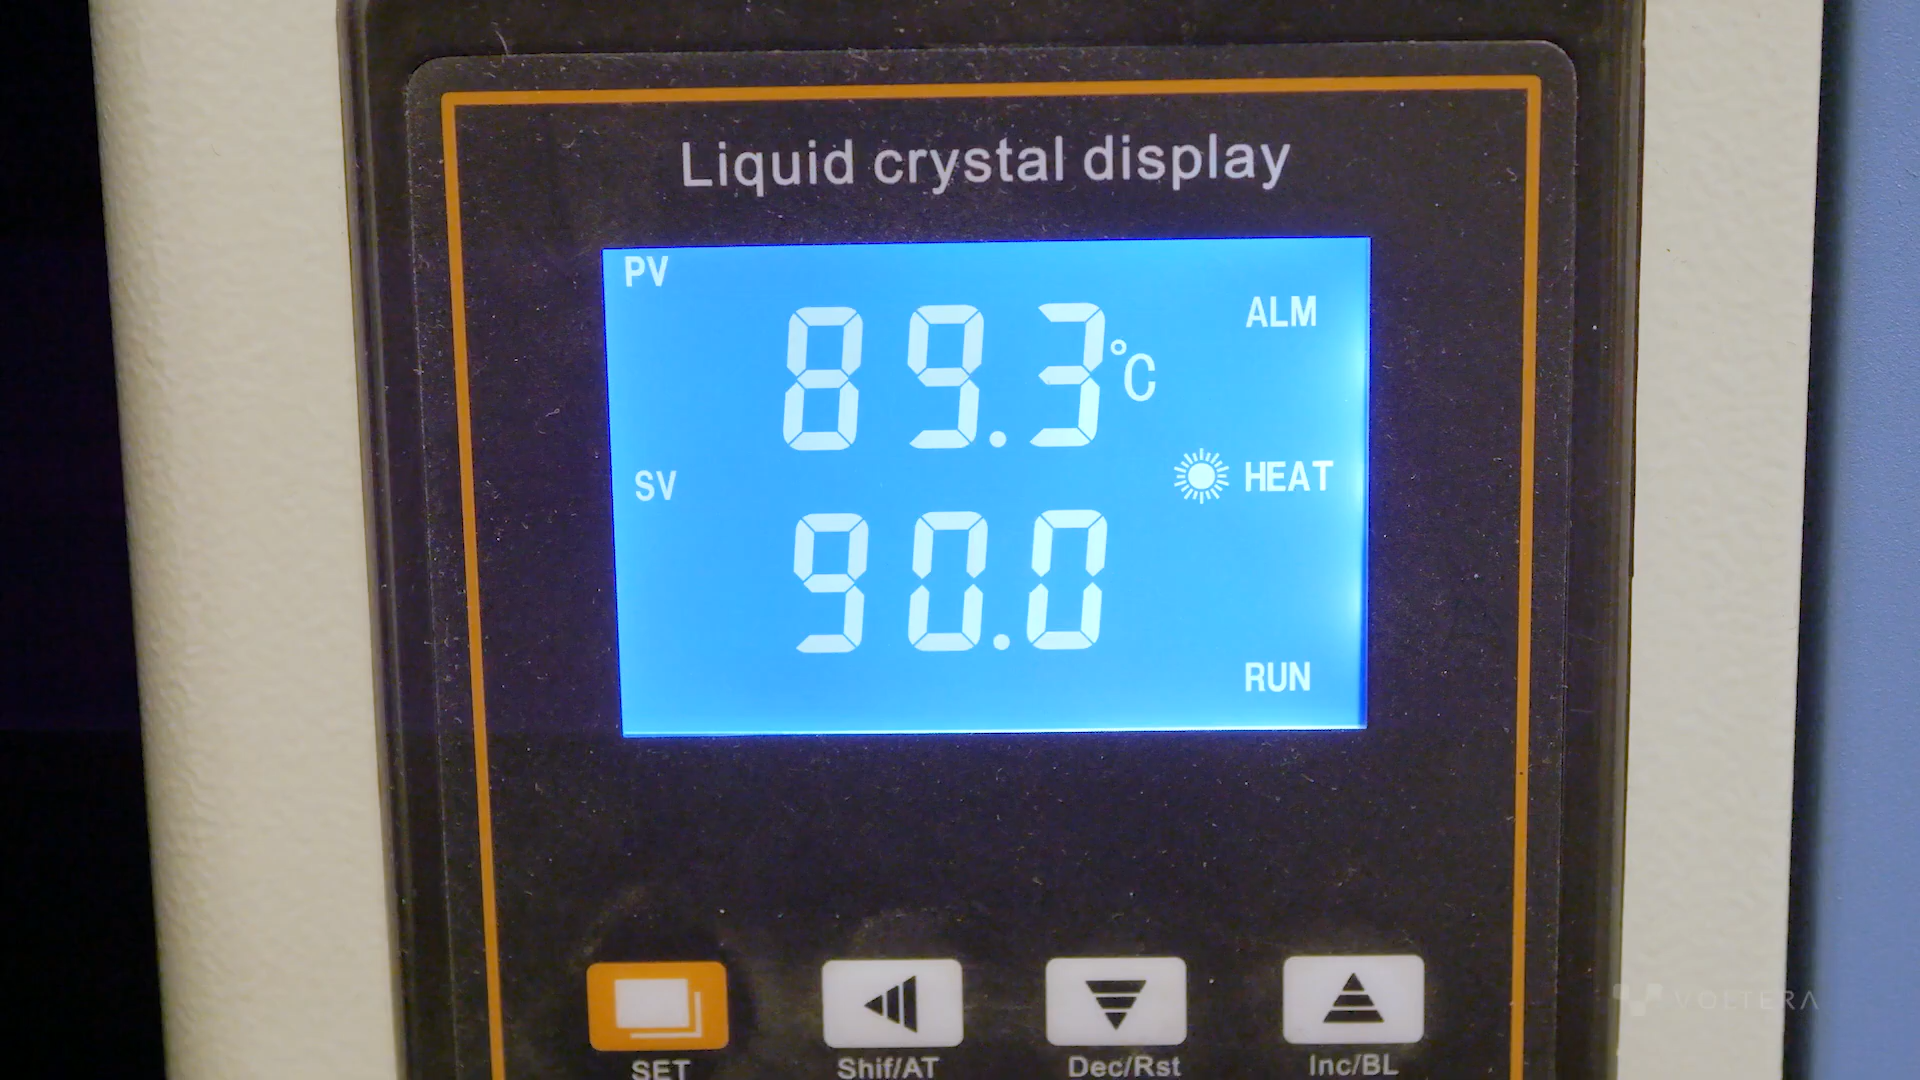 Liquid crystal display
PV
89.3°C
ALM
SV
HEAT
90.0
RUN
SET
Shif/AT
Dec/Rst
Inc/BL
VOLTERA